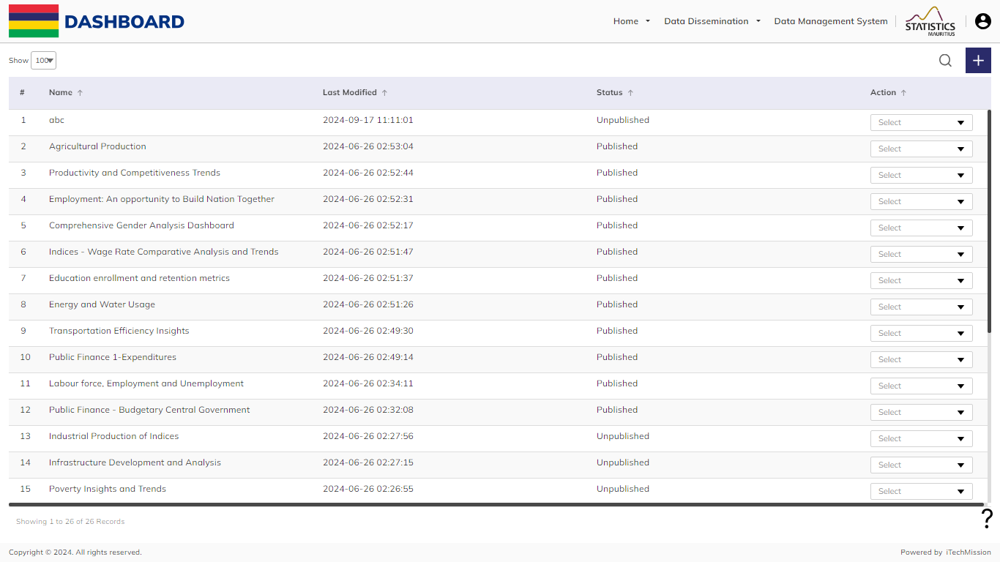 DASHBOARD
Home Data Dissemination Data Management System STATISTICS MAURITIUS
Show 100
# Name ↑ Last Modified ↑ Status ↑ Action ↑
1 abc 2024-09-17 11:11:01 Unpublished Select
2 Agricultural Production 2024-06-26 02:53:04 Published Select
3 Productivity and Competitiveness Trends 2024-06-26 02:52:44 Published Select
4 Employment: An opportunity to Build Nation Together 2024-06-26 02:52:31 Published Select
5 Comprehensive Gender Analysis Dashboard 2024-06-26 02:52:17 Published Select
6 Indices - Wage Rate Comparative Analysis and Trends 2024-06-26 02:51:47 Published Select
7 Education enrollment and retention metrics 2024-06-26 02:51:37 Published Select
8 Energy and Water Usage 2024-06-26 02:51:26 Published Select
9 Transportation Efficiency Insights 2024-06-26 02:49:30 Published Select
10 Public Finance 1-Expenditures 2024-06-26 02:49:14 Published Select
11 Labour force, Employment and Unemployment 2024-06-26 02:34:11 Published Select
12 Public Finance - Budgetary Central Government 2024-06-26 02:32:08 Published Select
13 Industrial Production of Indices 2024-06-26 02:27:56 Unpublished Select
14 Infrastructure Development and Analysis 2024-06-26 02:27:15 Unpublished Select
15 Poverty Insights and Trends 2024-06-26 02:26:55 Unpublished Select
Showing 1 to 26 of 26 Records
?
Copyright © 2024. All rights reserved. Powered by iTechMission